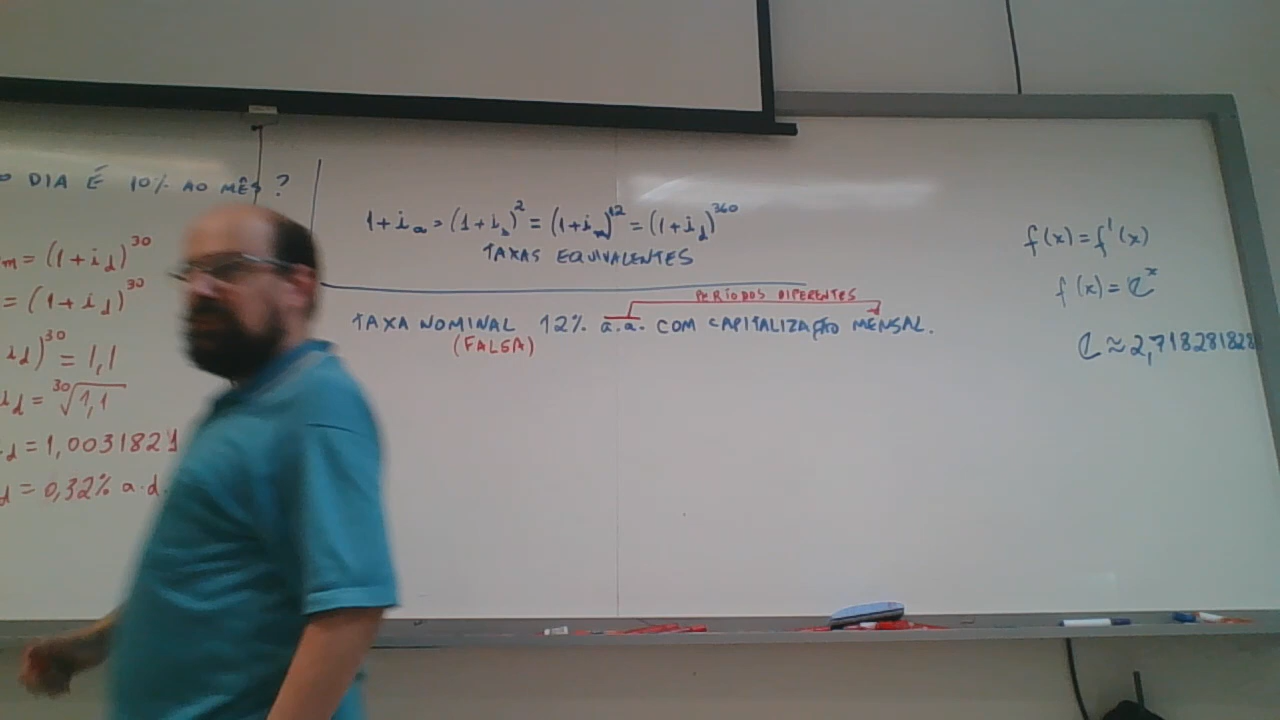 DIA É 10% AO MÊS ?
m = (1+i_d)^30
= (1+i_d)^30
i_d)^30 = 1,1
i_d = ³⁰√1,1
d = 1,0031821
d = 0,32% a.d.
1+i_a = (1+i_s)^2 = (1+i_m)^12 = (1+i_d)^360
TAXAS EQUIVALENTES
PERÍODOS DIFERENTES
TAXA NOMINAL 12% a.a. COM CAPITALIZAÇÃO MENSAL.
(FALSA)
f(x) = f'(x)
f(x) = e^x
e ≈ 2,718281828